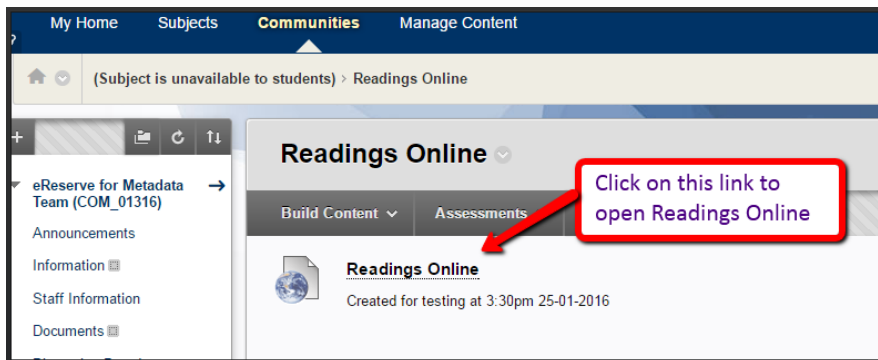 My Home Subjects Communities Manage Content
(Subject is unavailable to students) > Readings Online
Readings Online
eReserve for Metadata
Team (COM_01316)
Announcements
Information
Staff Information
Documents
Build Content Assessments
Click on this link to
open Readings Online
Readings Online
Created for testing at 3:30pm 25-01-2016